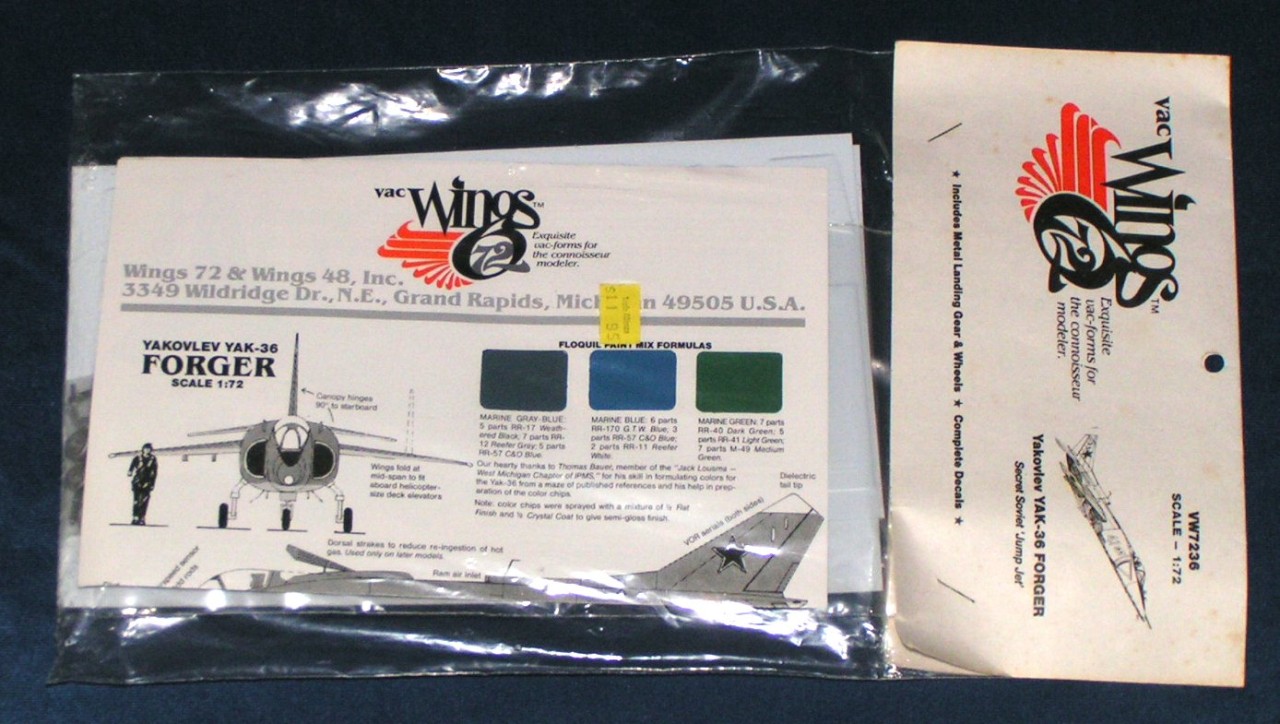 vac Wings 72 TM
Exquisite
vac-forms for
the connoisseur
modeler.
Wings 72 & Wings 48, Inc.
3349 Wildridge Dr., N.E., Grand Rapids, Mich n 49505 U.S.A.
$11.95
YAKOVLEV YAK-36
FORGER
SCALE 1:72
Canopy hinges
90° to starboard
Wings fold at
mid-span to fit
aboard helicopter-
size deck elevators
FLOQUIL PAINT MIX FORMULAS
MARINE GRAY-BLUE:
5 parts RR-17 Weath-
ered Black; 7 parts RR-
12 Reefer Gray; 5 parts
RR-57 C&O Blue.
MARINE BLUE: 6 parts
RR-170 G.T.W. Blue; 3
parts RR-57 C&O Blue;
2 parts RR-11 Reefer
White.
MARINE GREEN: 7 parts
RR-40 Dark Green; 5
parts RR-41 Light Green;
7 parts M-49 Medium
Green.
Our hearty thanks to Thomas Bauer, member of the "Jack Lousma –
West Michigan Chapter of IPMS," for his skill in formulating colors for
the Yak-36 from a maze of published references and his help in prep-
aration of the color chips.
Note: color chips were sprayed with a mixture of ½ Flat
Finish and ½ Crystal Coat to give semi-gloss finish.
Dielectric
tail tip
VOR aerials (both sides)
Dorsal strakes to reduce re-ingestion of hot
gas. Used only on later models.
Ram air inlet
sensor
rods
vac Wings 72 TM
Exquisite
vac-forms for
the connoisseur
modeler.
VW7236
SCALE – 1:72
Yakovlev YAK-36 FORGER
Secret Soviet 'Jump Jet'
★ Includes Metal Landing Gear & Wheels ★ Complete Decals ★